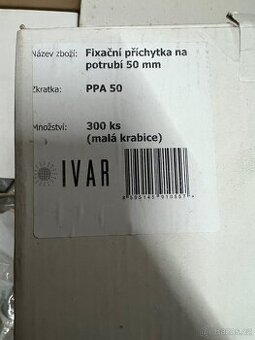 Název zboží: Fixační příchytka na
potrubí 50 mm
Zkratka: PPA 50
Množství: 300 ks
(malá krabice)
IVAR